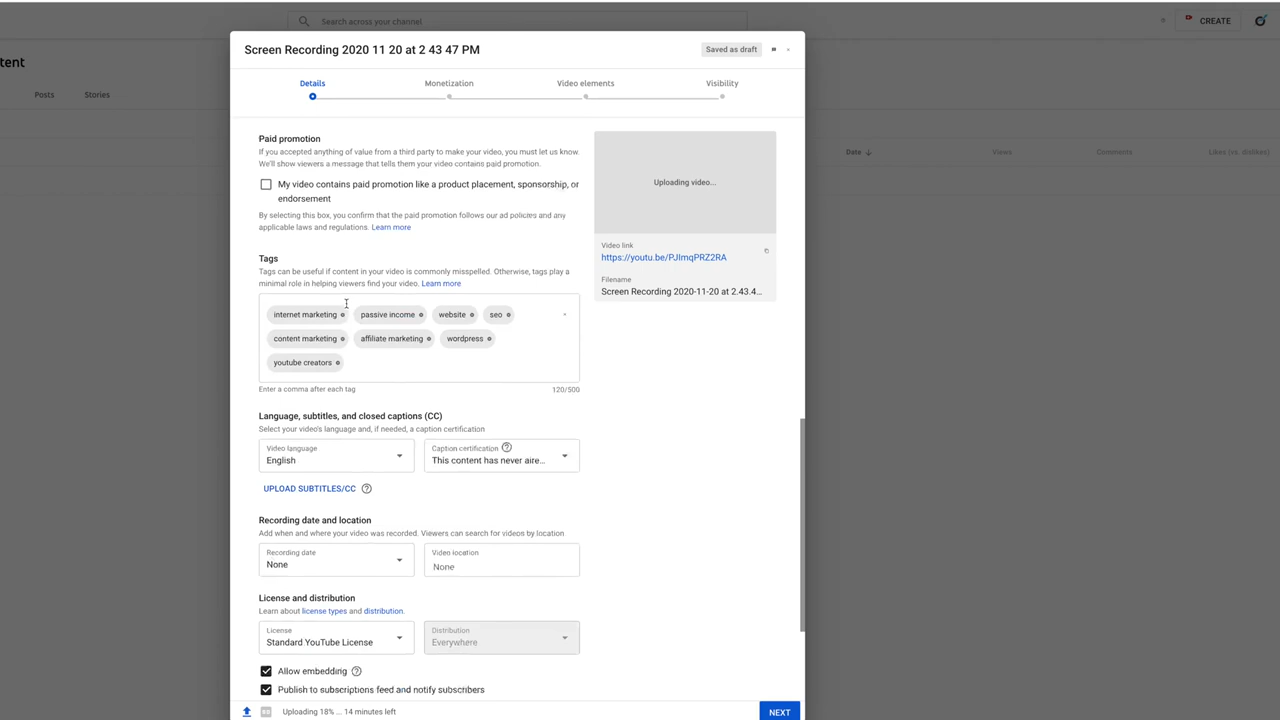 Search across your channel
CREATE
tent
Posts
Stories
Date
Views
Comments
Likes (vs. dislikes)
Screen Recording 2020 11 20 at 2 43 47 PM
Saved as draft
Details
Monetization
Video elements
Visibility
Paid promotion
If you accepted anything of value from a third party to make your video, you must let us know.
We'll show viewers a message that tells them your video contains paid promotion.
My video contains paid promotion like a product placement, sponsorship, or
endorsement
By selecting this box, you confirm that the paid promotion follows our ad policies and any
applicable laws and regulations. Learn more
Uploading video...
Video link
https://youtu.be/PJImqPRZ2RA
Filename
Screen Recording 2020-11-20 at 2.43.4...
Tags
Tags can be useful if content in your video is commonly misspelled. Otherwise, tags play a
minimal role in helping viewers find your video. Learn more
internet marketing
passive income
website
seo
content marketing
affiliate marketing
wordpress
youtube creators
Enter a comma after each tag
120/500
Language, subtitles, and closed captions (CC)
Select your video's language and, if needed, a caption certification
Video language
English
Caption certification
This content has never aire...
UPLOAD SUBTITLES/CC
Recording date and location
Add when and where your video was recorded. Viewers can search for videos by location
Recording date
None
Video location
None
License and distribution
Learn about license types and distribution.
License
Standard YouTube License
Distribution
Everywhere
Allow embedding
Publish to subscriptions feed and notify subscribers
Uploading 18% ... 14 minutes left
NEXT